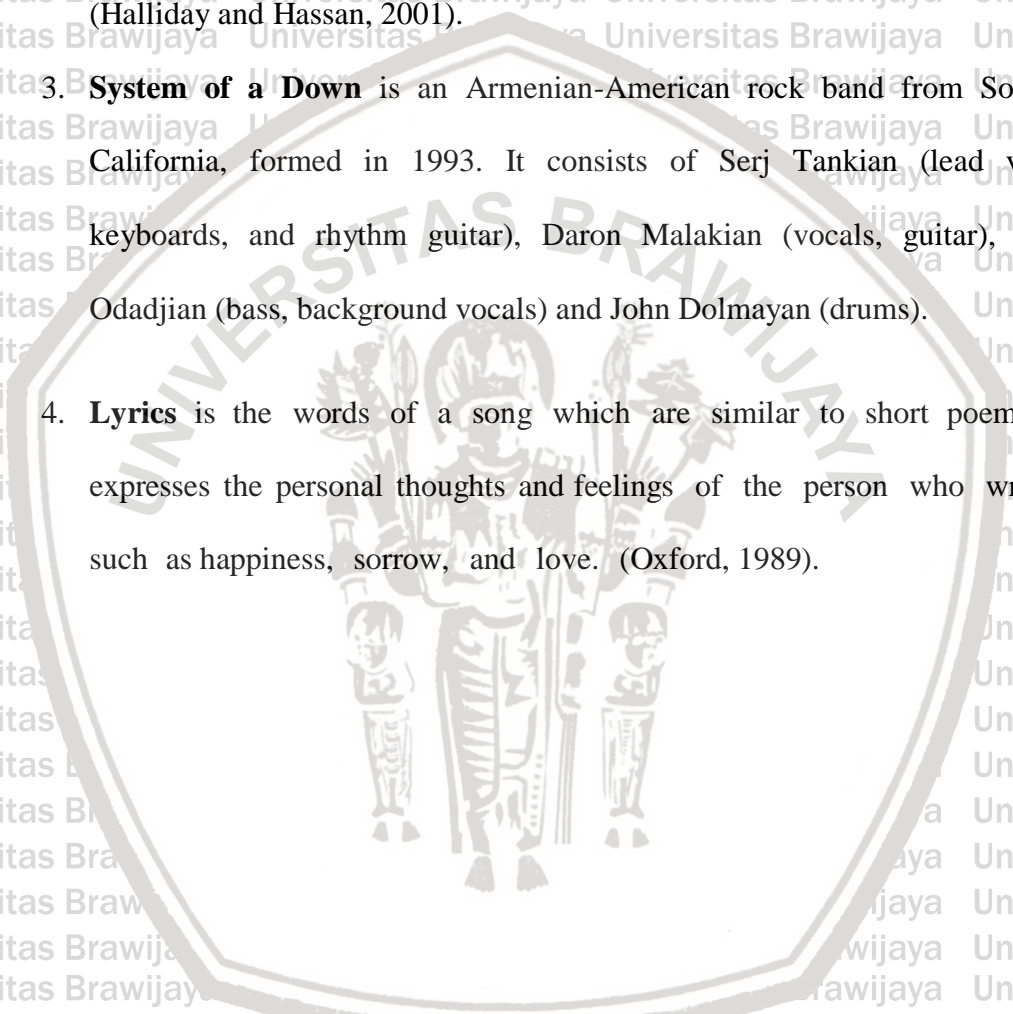 (Halliday and Hassan, 2001).
3. System of a Down is an Armenian-American rock band from So
California, formed in 1993. It consists of Serj Tankian (lead v
keyboards, and rhythm guitar), Daron Malakian (vocals, guitar),
Odadjian (bass, background vocals) and John Dolmayan (drums).
4. Lyrics is the words of a song which are similar to short poem
expresses the personal thoughts and feelings of the person who w
such as happiness, sorrow, and love. (Oxford, 1989).
UNIVERSITAS BRAWIJAYA